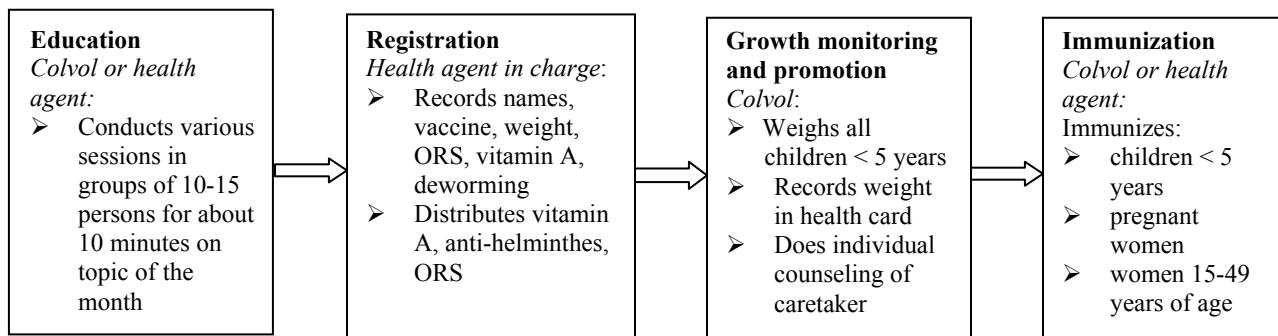 Education
Colvol or health
agent:
➢ Conducts various
sessions in
groups of 10-15
persons for about
10 minutes on
topic of the
month
Registration
Health agent in charge:
➢ Records names,
vaccine, weight,
ORS, vitamin A,
deworming
➢ Distributes vitamin
A, anti-helminthes,
ORS
Growth monitoring
and promotion
Colvol:
➢ Weighs all
children < 5 years
➢ Records weight
in health card
➢ Does individual
counseling of
caretaker
Immunization
Colvol or health
agent:
Immunizes:
➢ children < 5
years
➢ pregnant
women
➢ women 15-49
years of age